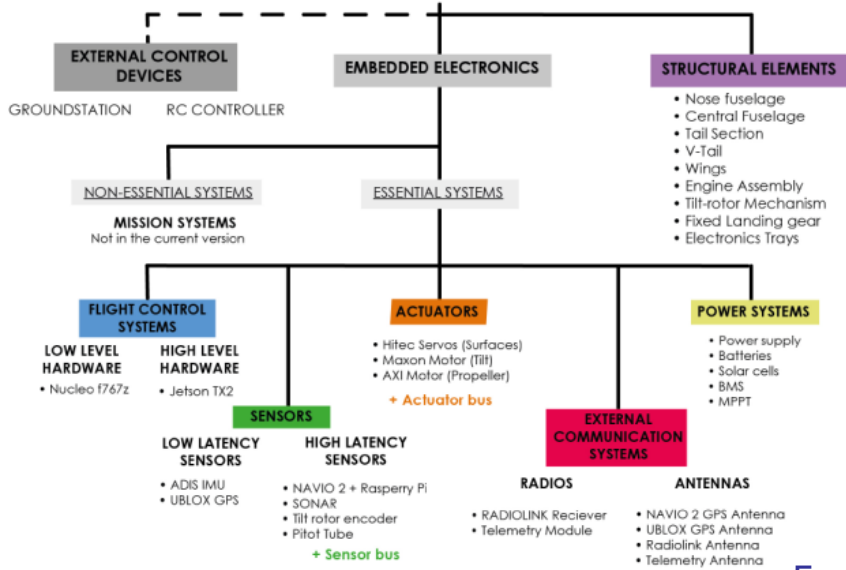 EXTERNAL CONTROL
DEVICES
GROUNDSTATION
RC CONTROLLER
EMBEDDED ELECTRONICS
STRUCTURAL ELEMENTS
• Nose fuselage
• Central Fuselage
• Tail Section
• V-Tail
• Wings
• Engine Assembly
• Tilt-rotor Mechanism
• Fixed Landing gear
• Electronics Trays
NON-ESSENTIAL SYSTEMS
MISSION SYSTEMS
Not in the current version
ESSENTIAL SYSTEMS
FLIGHT CONTROL
SYSTEMS
LOW LEVEL
HARDWARE
• Nucleo f767z
HIGH LEVEL
HARDWARE
• Jetson TX2
SENSORS
LOW LATENCY
SENSORS
• ADIS IMU
• UBLOX GPS
HIGH LATENCY
SENSORS
• NAVIO 2 + Rasperry Pi
• SONAR
• Tilt rotor encoder
• Pitot Tube
+ Sensor bus
ACTUATORS
• Hitec Servos (Surfaces)
• Maxon Motor (Tilt)
• AXI Motor (Propeller)
+ Actuator bus
EXTERNAL
COMMUNICATION
SYSTEMS
RADIOS
• RADIOLINK Reciever
• Telemetry Module
ANTENNAS
• NAVIO 2 GPS Antenna
• UBLOX GPS Antenna
• Radiolink Antenna
• Telemetry Antenna
POWER SYSTEMS
• Power supply
• Batteries
• Solar cells
• BMS
• MPPT